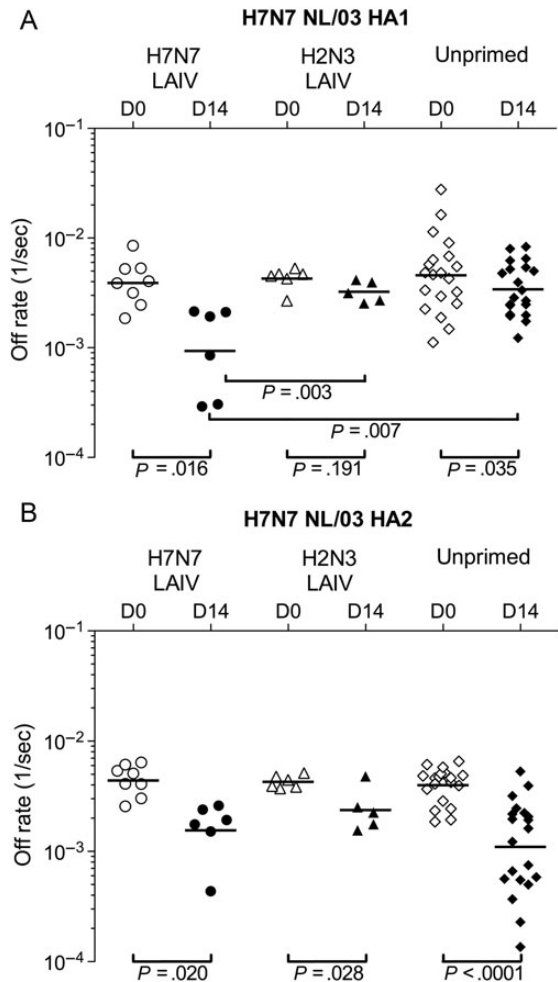 A
H7N7 NL/03 HA1
H7N7 LAIV
H2N3 LAIV
Unprimed
D0 D14 D0 D14 D0 D14
Off rate (1/sec)
10⁻¹
10⁻²
10⁻³
10⁻⁴
P = .003
P = .007
P = .016
P = .191
P = .035
B
H7N7 NL/03 HA2
H7N7 LAIV
H2N3 LAIV
Unprimed
D0 D14 D0 D14 D0 D14
Off rate (1/sec)
10⁻¹
10⁻²
10⁻³
10⁻⁴
P = .020
P = .028
P <.0001